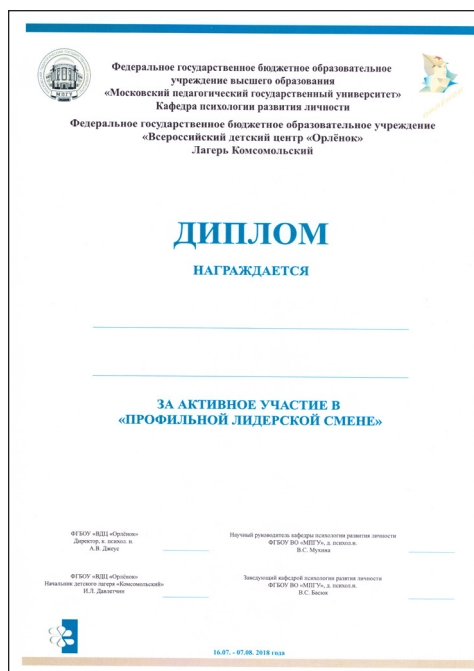 Федеральное государственное бюджетное образовательное
учреждение высшего образования
«Московский педагогический государственный университет»
Кафедра психологии развития личности
Федеральное государственное бюджетное образовательное учреждение
«Всероссийский детский центр «Орлёнок»
Лагерь Комсомольский
МПГУ
ДИПЛОМ
НАГРАЖДАЕТСЯ
ЗА АКТИВНОЕ УЧАСТИЕ В
«ПРОФИЛЬНОЙ ЛИДЕРСКОЙ СМЕНЕ»
ФГБОУ «ВДЦ «Орлёнок»
Директор, к. психол. н.
А.В. Джеус
Научный руководитель кафедры психологии развития личности
ФГБОУ ВО «МПГУ», д. психол.н.
В.С. Мухина
ФГБОУ «ВДЦ «Орлёнок»
Начальник детского лагеря «Комсомольский»
И.Л. Давлетчин
Заведующий кафедрой психологии разития личности
ФГБОУ ВО «МПГУ», д. психол.н.
В.С. Басюк
16.07. - 07.08. 2018 года